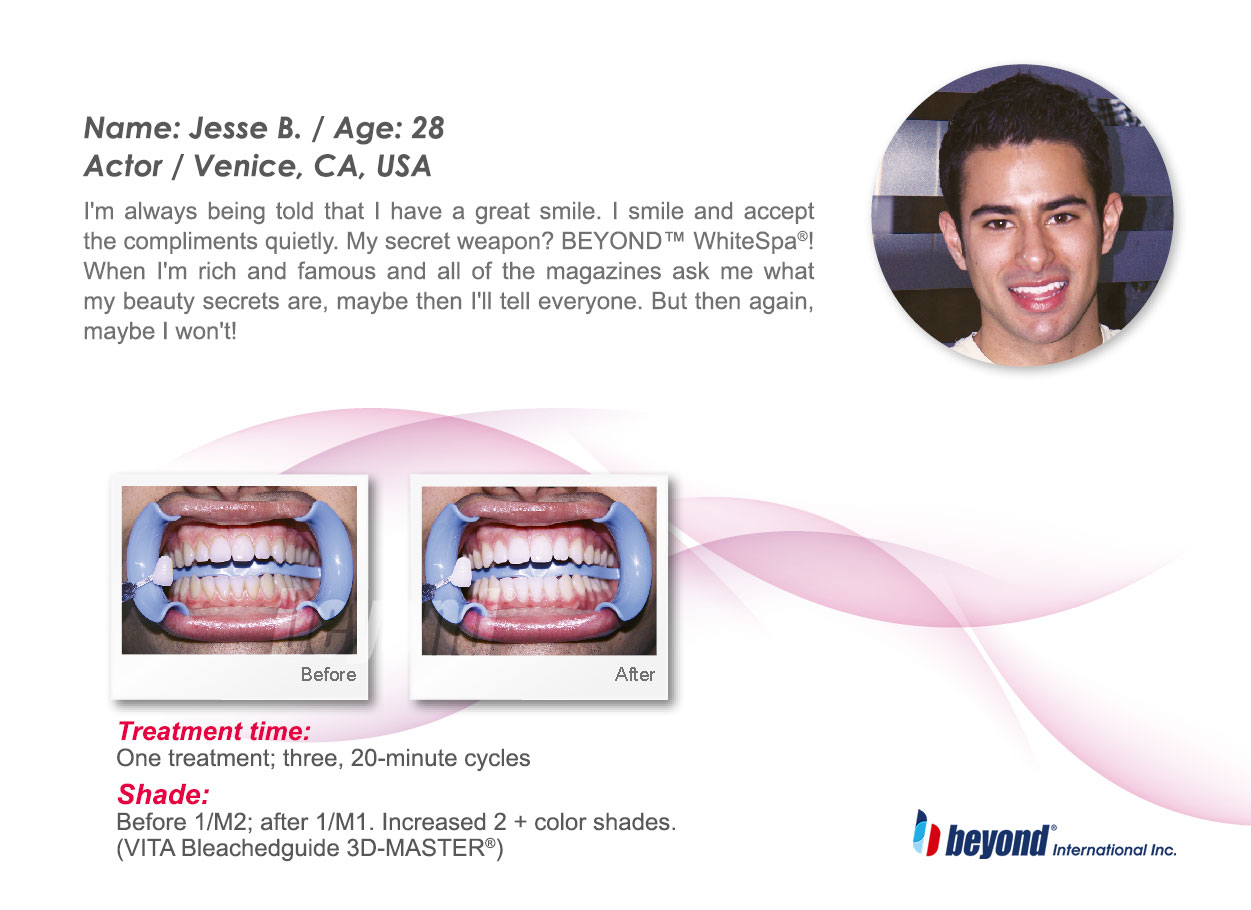 Name: Jesse B. / Age: 28
Actor / Venice, CA, USA
I'm always being told that I have a great smile. I smile and accept
the compliments quietly. My secret weapon? BEYOND™ WhiteSpa®!
When I'm rich and famous and all of the magazines ask me what
my beauty secrets are, maybe then I'll tell everyone. But then again,
maybe I won't!
Before
After
Treatment time:
One treatment; three, 20-minute cycles
Shade:
Before 1/M2; after 1/M1. Increased 2 + color shades.
(VITA Bleachedguide 3D-MASTER®)
beyond® International Inc.